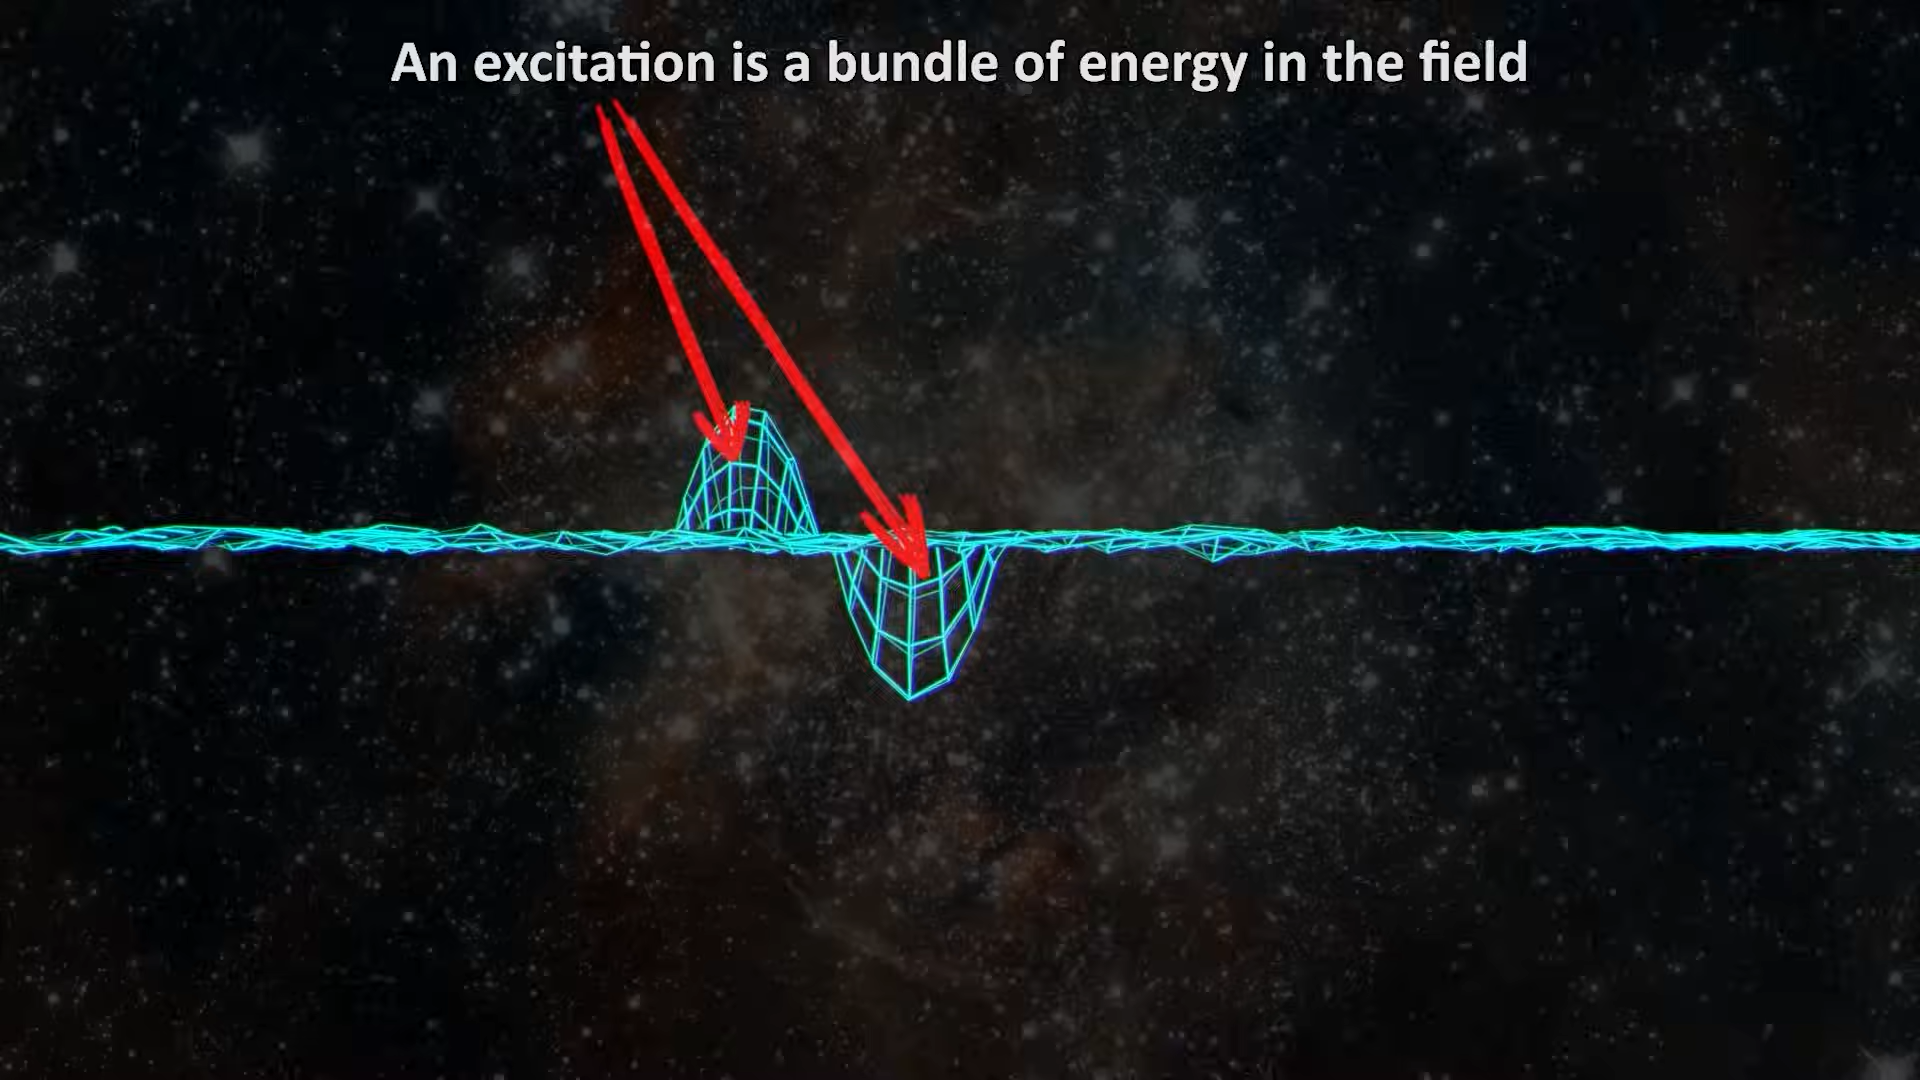 An excitation is a bundle of energy in the field